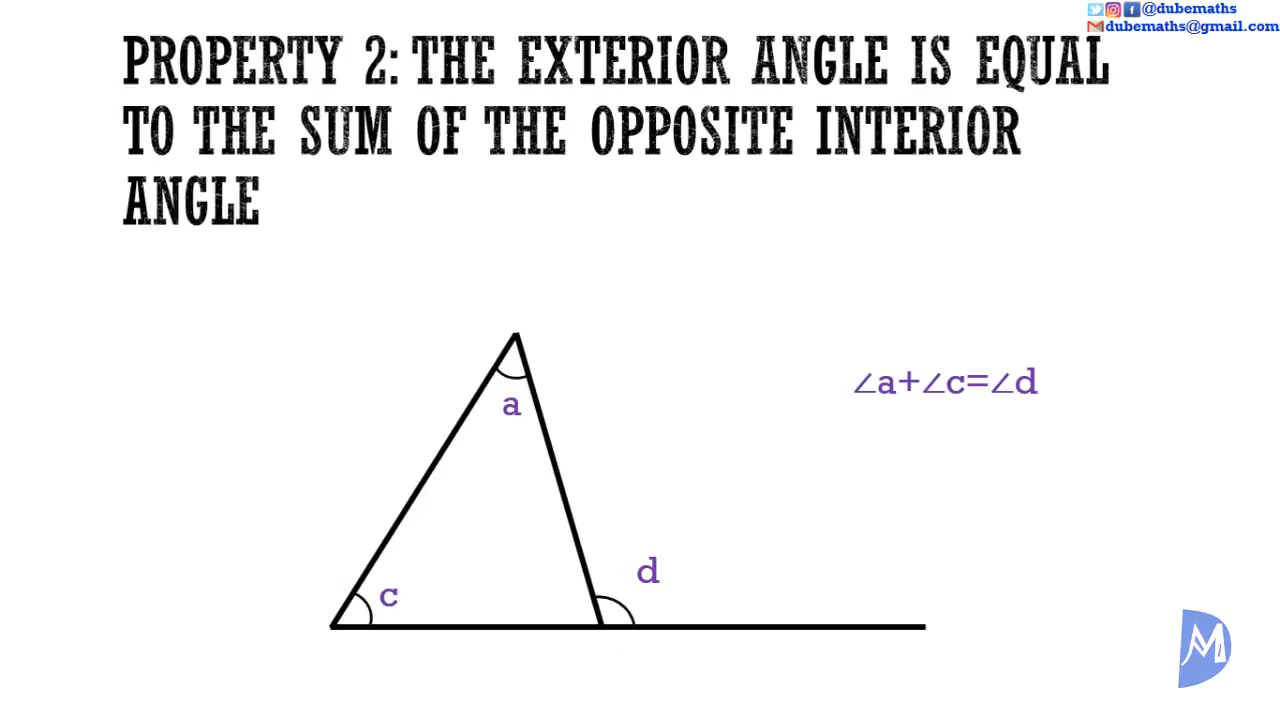 @dubemaths
dubemaths@gmail.com
PROPERTY 2: THE EXTERIOR ANGLE IS EQUAL
TO THE SUM OF THE OPPOSITE INTERIOR
ANGLE
∠a+∠c=∠d
a
d
c
M